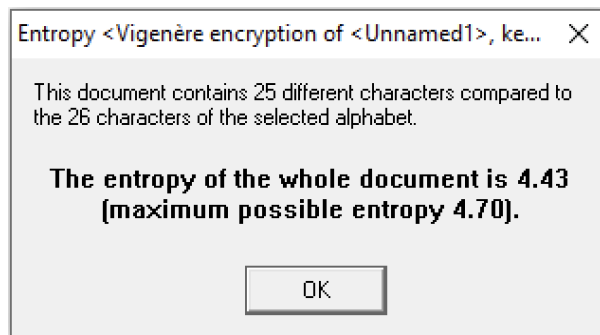 Entropy <Vigenère encryption of <Unnamed1>, ke...
This document contains 25 different characters compared to
the 26 characters of the selected alphabet.
The entropy of the whole document is 4.43
(maximum possible entropy 4.70).
OK